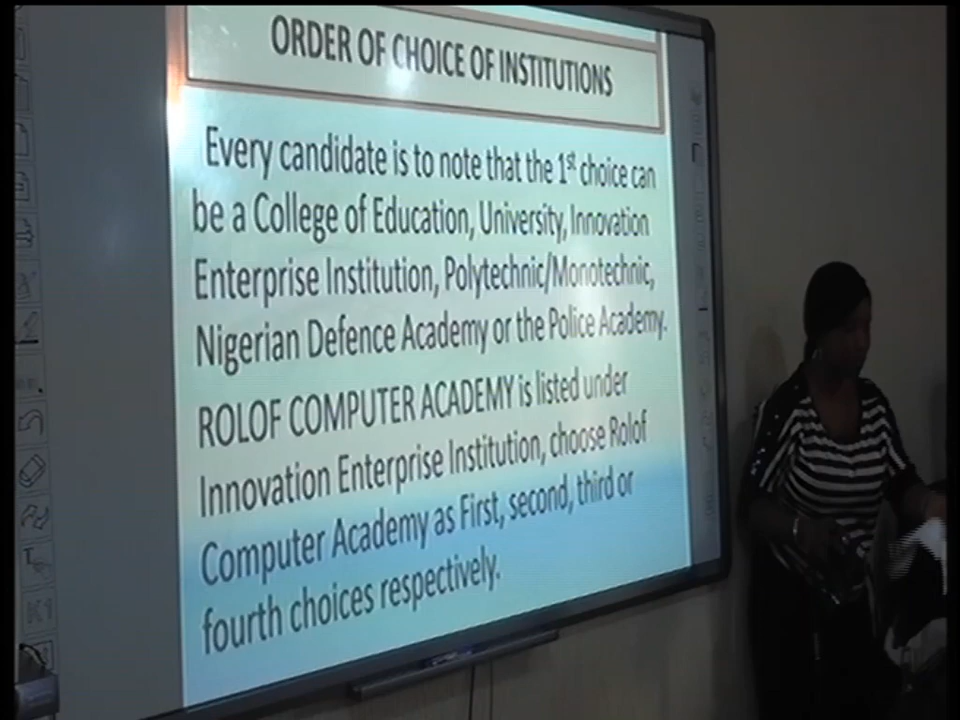 ORDER OF CHOICE OF INSTITUTIONS
Every candidate is to note that the 1st choice can
be a College of Education, University, Innovation
Enterprise Institution, Polytechnic/Monotechnic,
Nigerian Defence Academy or the Police Academy.
ROLOF COMPUTER ACADEMY is listed under
Innovation Enterprise Institution, choose Rolof
Computer Academy as First, second, third or
fourth choices respectively.